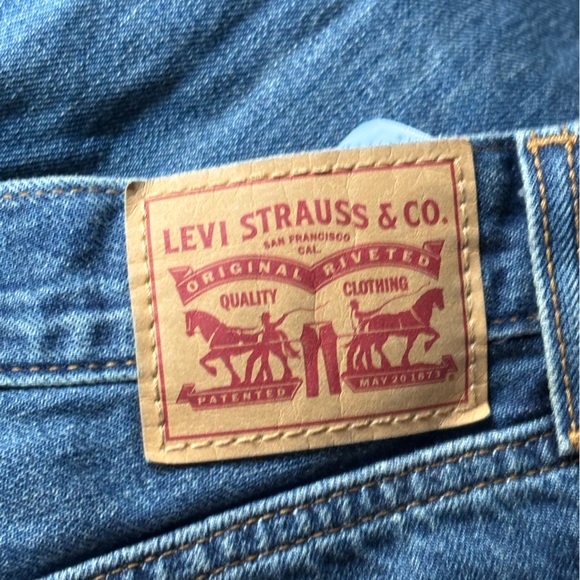 LEVI STRAUSS & CO.
SAN FRANCISCO
CAL.
ORIGINAL RIVETED
QUALITY CLOTHING
PATENTED MAY 20 1873
®